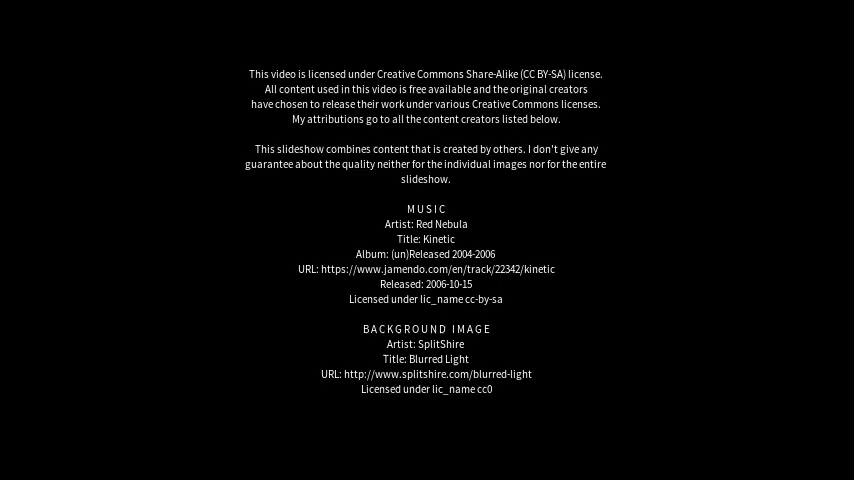 This video is licensed under Creative Commons Share-Alike (CC BY-SA) license.
All content used in this video is free available and the original creators
have chosen to release their work under various Creative Commons licenses.
My attributions go to all the content creators listed below.
This slideshow combines content that is created by others. I don't give any
guarantee about the quality neither for the individual images nor for the entire
slideshow.
MUSIC
Artist: Red Nebula
Title: Kinetic
Album: (un)Released 2004-2006
URL: https://www.jamendo.com/en/track/22342/kinetic
Released: 2006-10-15
Licensed under lic_name cc-by-sa
BACKGROUND IMAGE
Artist: SplitShire
Title: Blurred Light
URL: http://www.splitshire.com/blurred-light
Licensed under lic_name cc0